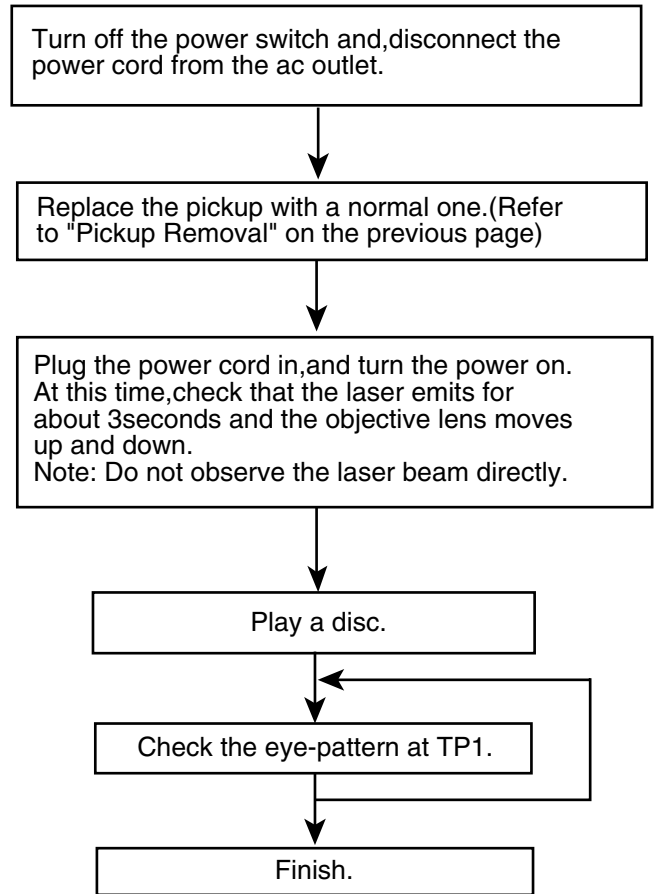 Turn off the power switch and,disconnect the
power cord from the ac outlet.
Replace the pickup with a normal one.(Refer
to "Pickup Removal" on the previous page)
Plug the power cord in,and turn the power on.
At this time,check that the laser emits for
about 3seconds and the objective lens moves
up and down.
Note: Do not observe the laser beam directly.
Play a disc.
Check the eye-pattern at TP1.
Finish.